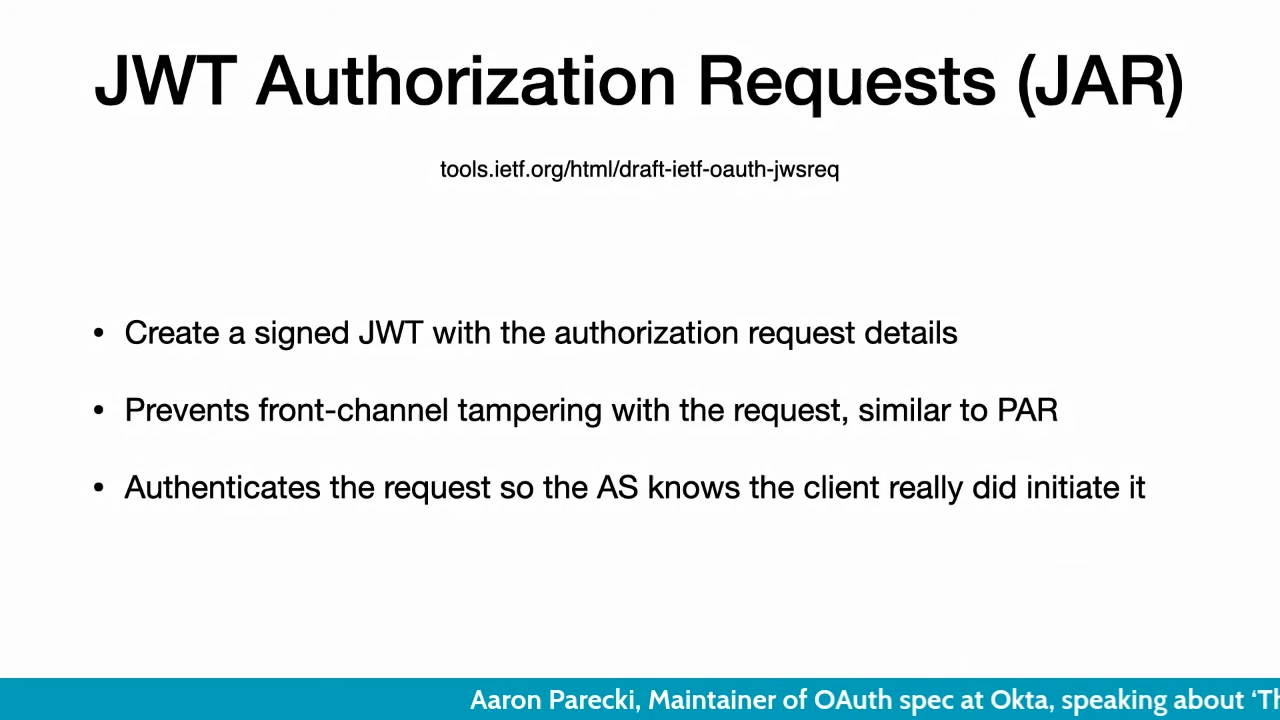 JWT Authorization Requests (JAR)
tools.ietf.org/html/draft-ietf-oauth-jwsreq
• Create a signed JWT with the authorization request details
• Prevents front-channel tampering with the request, similar to PAR
• Authenticates the request so the AS knows the client really did initiate it
Aaron Parecki, Maintainer of OAuth spec at Okta, speaking about ‘Th